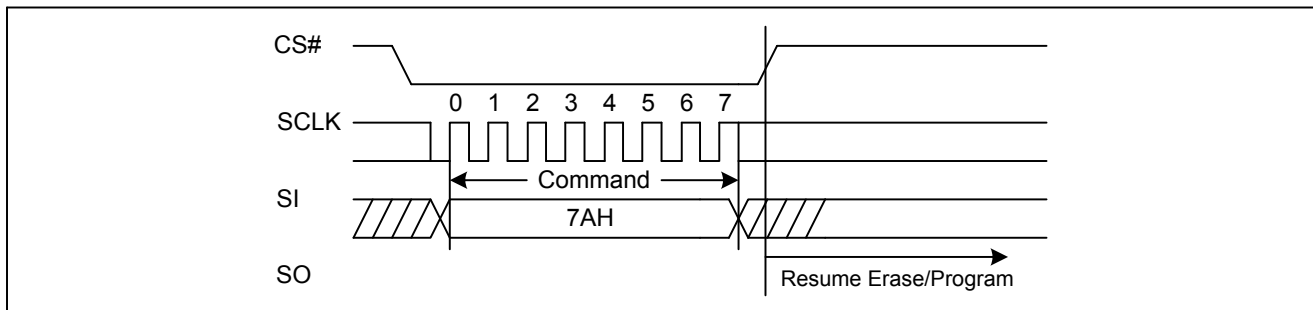 CS#
0 1 2 3 4 5 6 7
SCLK
Command
SI
7AH
SO
Resume Erase/Program